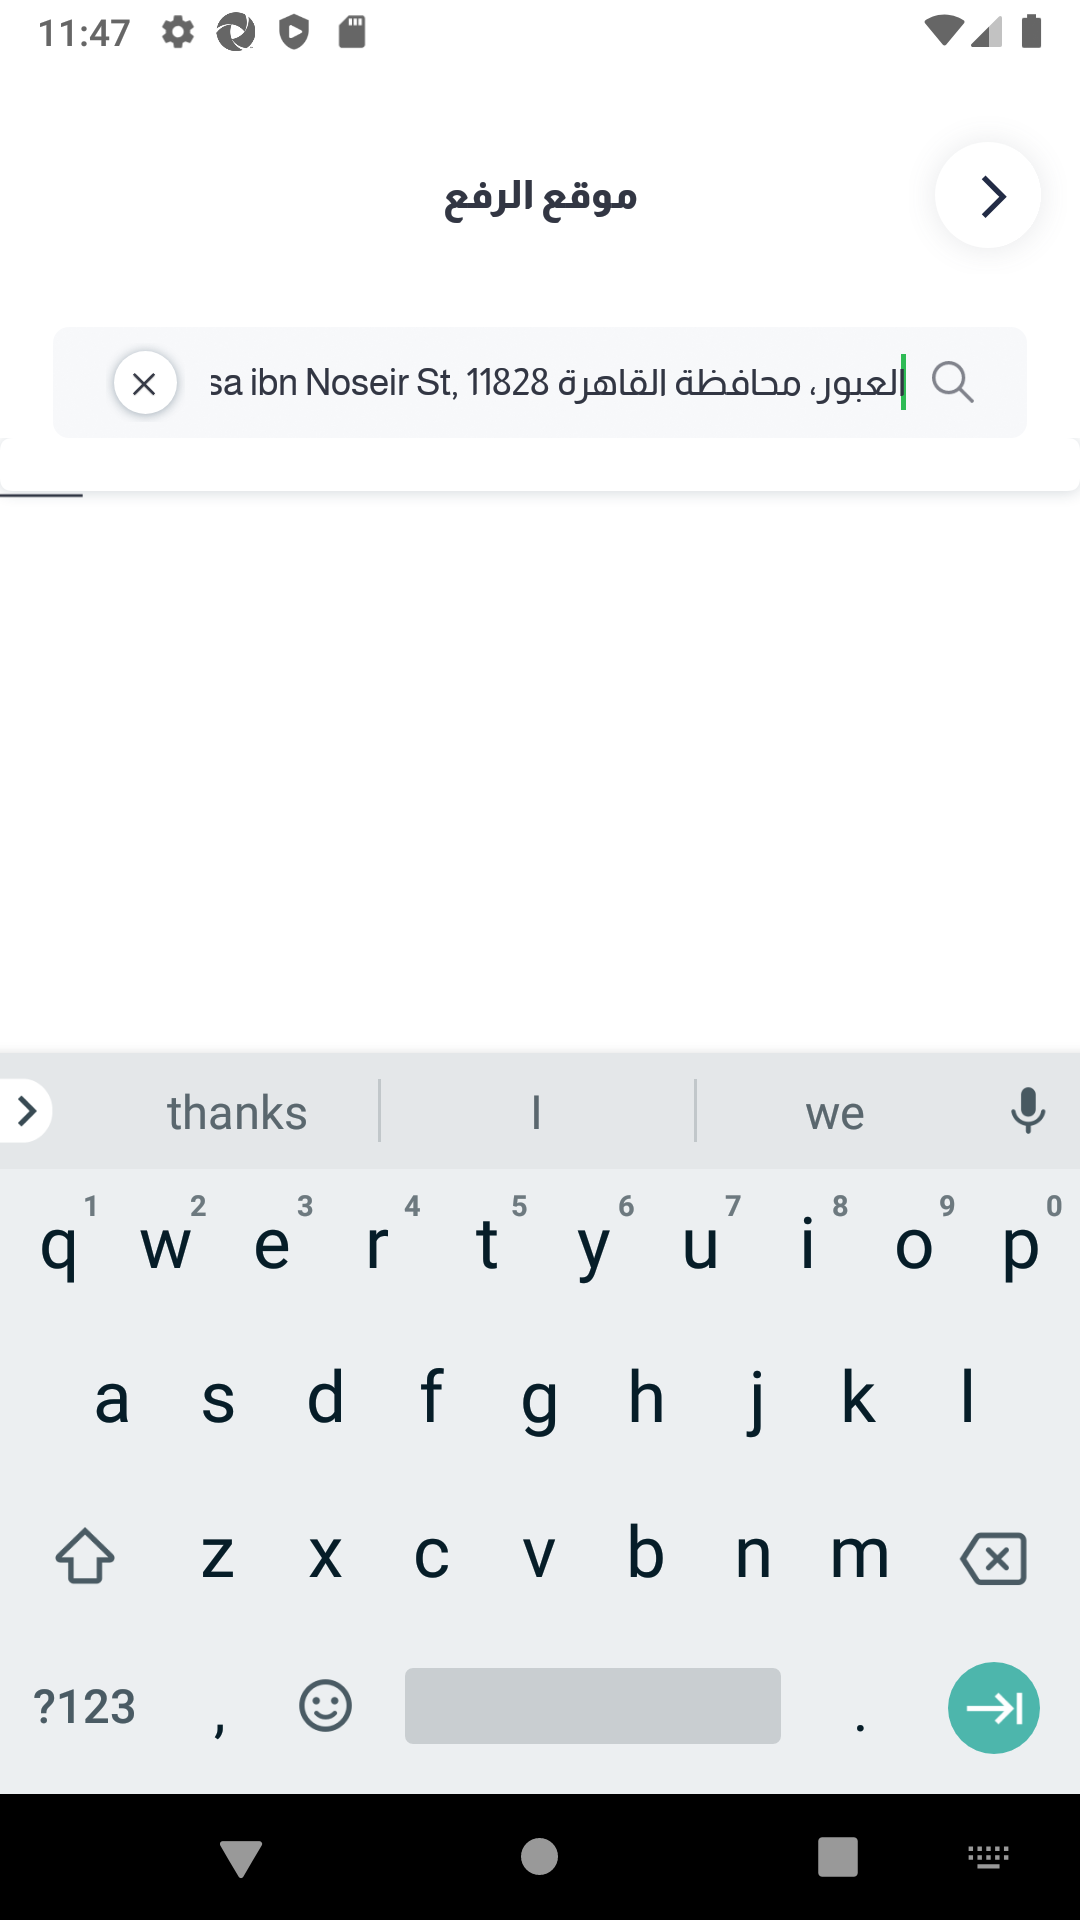 11:47
موقع الرفع
العبور، محافظة القاهرة 11828 sa ibn Noseir St,
thanks I we
1 2 3 4 5 6 7 8 9 0
q w e r t y u i o p
a s d f g h j k l
z x c v b n m
?123 , .